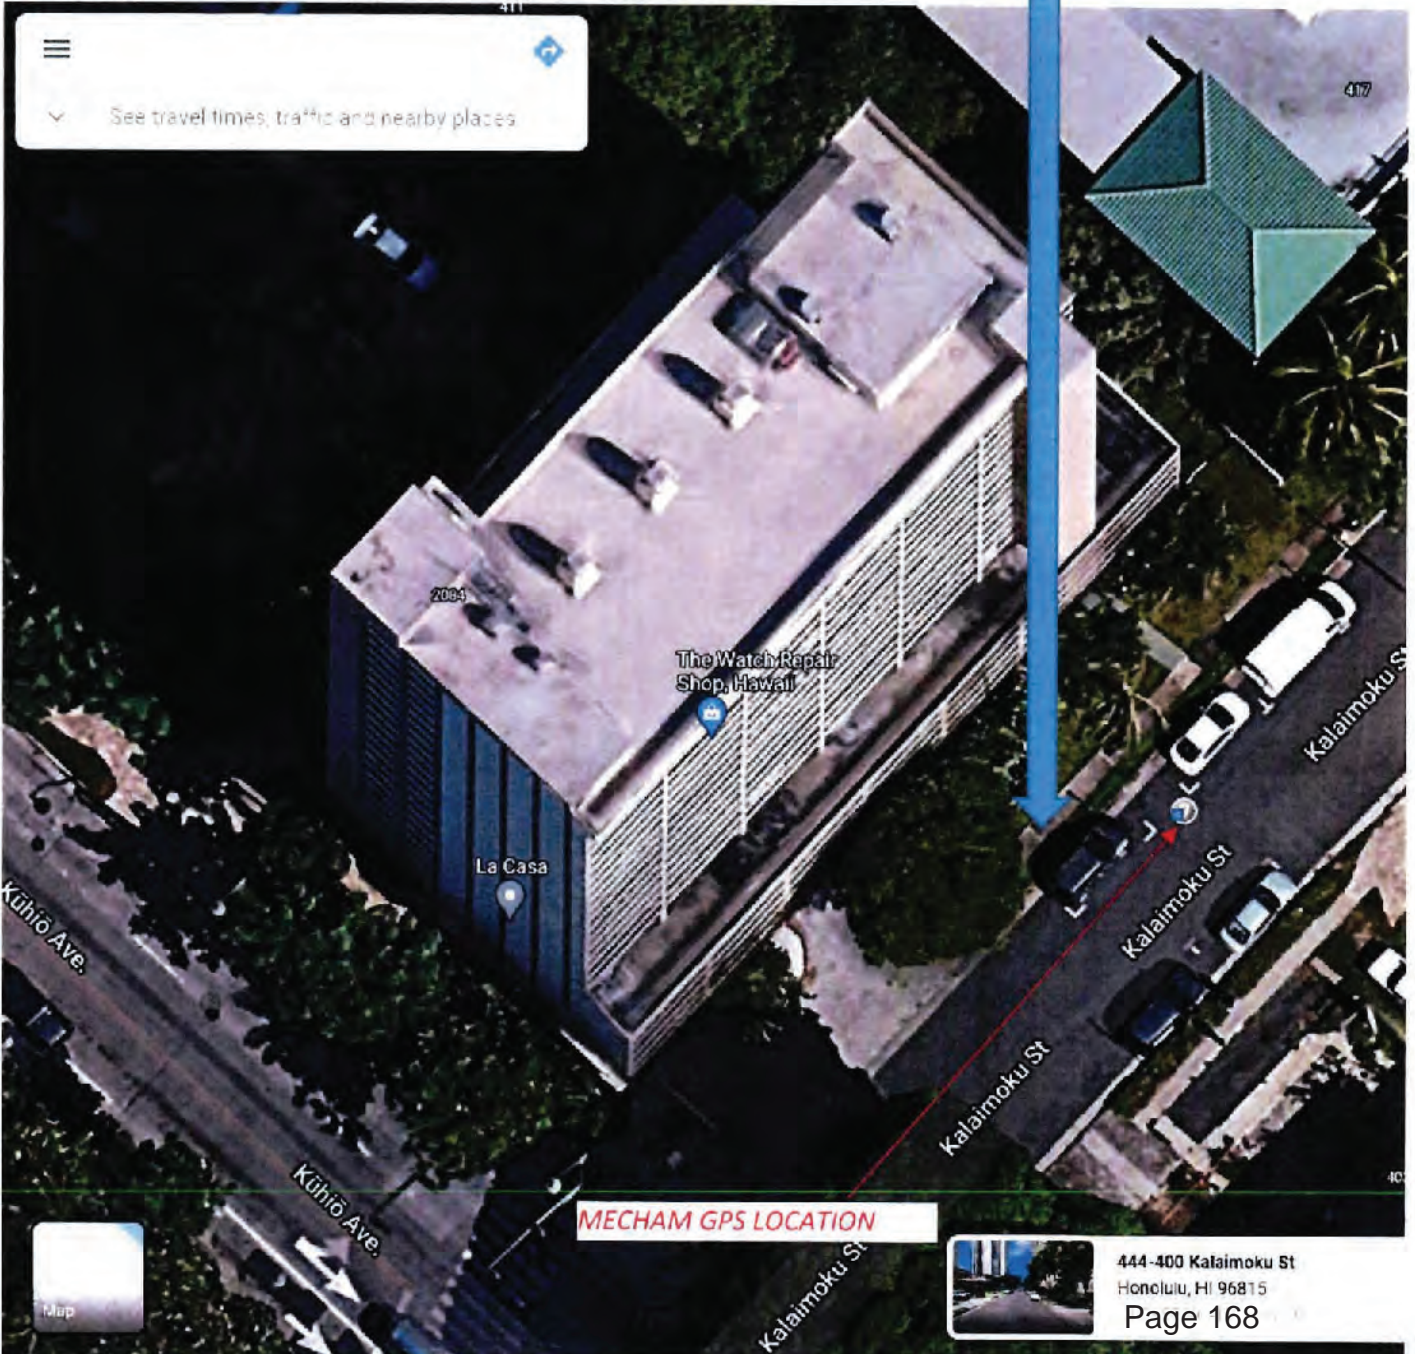 411
See travel times, traffic and nearby places
417
2084
The Watch Repair
Shop, Hawaii
Kalaimoku St
La Casa
Kūhiō Ave.
Kalaimoku St
Kalaimoku St
Kūhiō Ave.
MECHAM GPS LOCATION
Kalaimoku St
444-400 Kalaimoku St
Honolulu, HI 96815
Map
Page 168